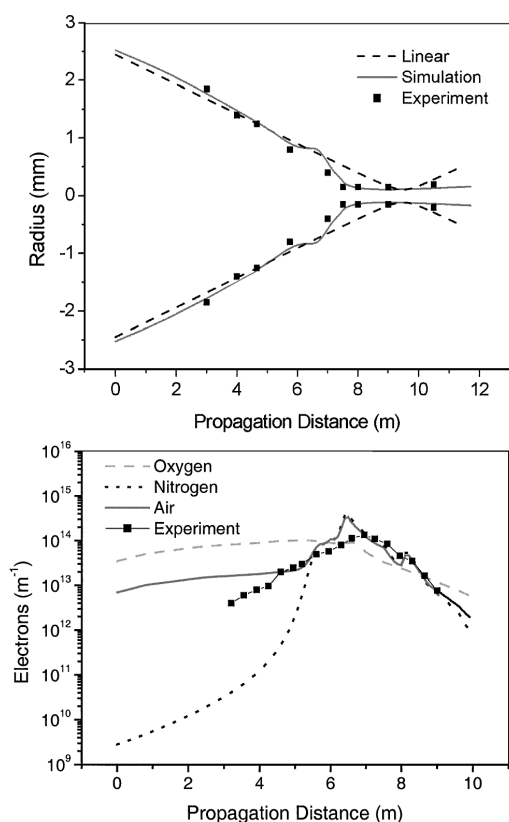 3
2
1
0
-1
-2
-3
Radius (mm)
Linear
Simulation
Experiment
0 2 4 6 8 10 12
Propagation Distance (m)
10^16
10^15
10^14
10^13
10^12
10^11
10^10
10^9
Electrons (m^-1)
Oxygen
Nitrogen
Air
Experiment
0 2 4 6 8 10
Propagation Distance (m)